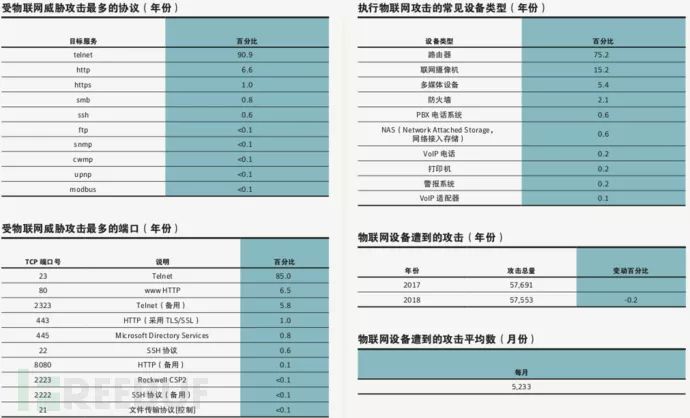 受物联网威胁攻击最多的协议（年份）
目标服务 百分比
telnet 90.9
http 6.6
https 1.0
smb 0.8
ssh 0.6
ftp <0.1
snmp <0.1
cwmp <0.1
upnp <0.1
modbus <0.1
受物联网威胁攻击最多的端口（年份）
TCP 端口号 说明 百分比
23 Telnet 85.0
80 www HTTP 6.5
2323 Telnet（备用） 5.8
443 HTTP（采用 TLS/SSL） 1.0
445 Microsoft Directory Services 0.8
22 SSH 协议 0.6
8080 HTTP（备用） 0.1
2223 Rockwell CSP2 <0.1
2222 SSH 协议（备用） <0.1
21 文件传输协议[控制] <0.1
执行物联网攻击的常见设备类型（年份）
设备类型 百分比
路由器 75.2
联网摄像机 15.2
多媒体设备 5.4
防火墙 2.1
PBX 电话系统 0.6
NAS（Network Attached Storage，
网络接入存储） 0.6
VoIP 电话 0.2
打印机 0.2
警报系统 0.2
VoIP 适配器 0.1
物联网设备遭到的攻击（年份）
年份 攻击总量 变动百分比
2017 57,691
2018 57,553 -0.2
物联网设备遭到的攻击平均数（月份）
每月
5,233
REEBUF